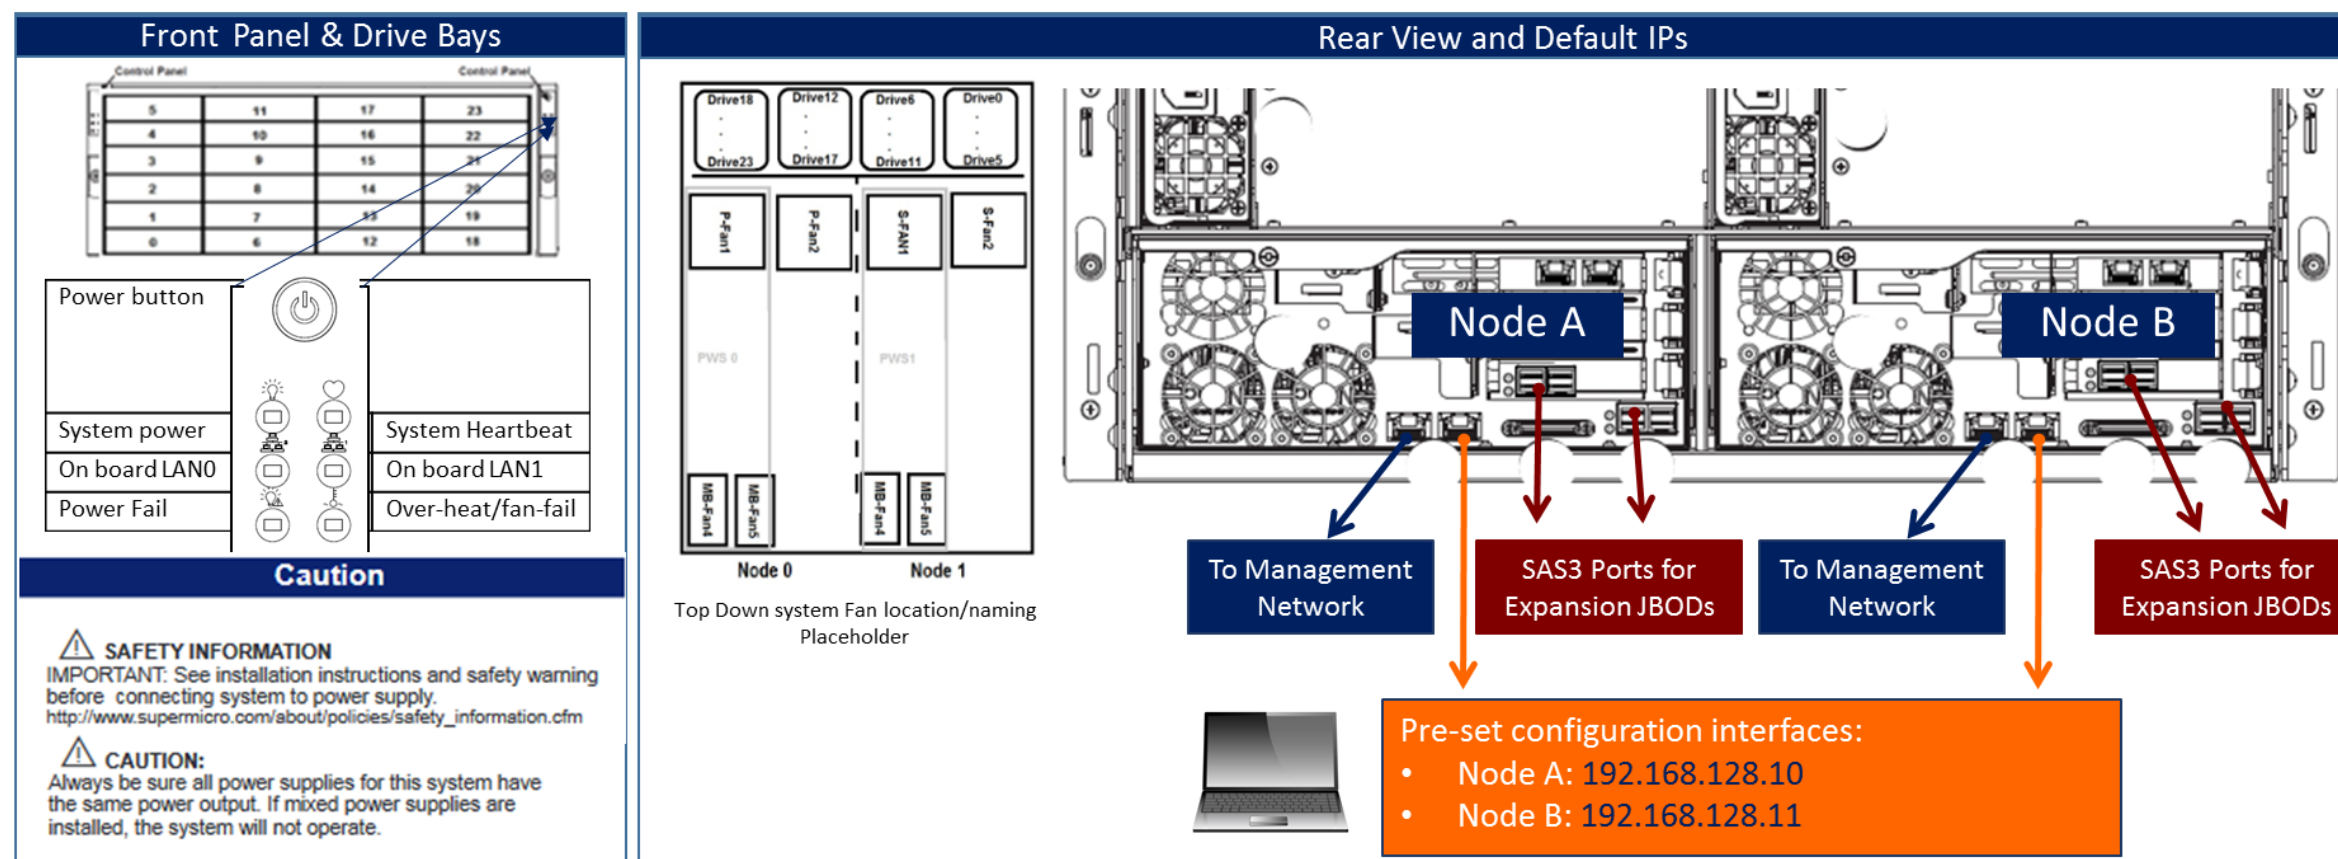 Front Panel & Drive Bays
Control Panel
Control Panel
5 11 17 23
4 10 16 22
3 9 15 21
2 8 14 20
1 7 13 19
0 6 12 18
Power button
System power
System Heartbeat
On board LAN0
On board LAN1
Power Fail
Over-heat/fan-fail
Caution
SAFETY INFORMATION
IMPORTANT: See installation instructions and safety warning
before connecting system to power supply.
http://www.supermicro.com/about/policies/safety_information.cfm
CAUTION:
Always be sure all power supplies for this system have
the same power output. If mixed power supplies are
installed, the system will not operate.
Rear View and Default IPs
Drive18 Drive12 Drive6 Drive0
Drive23 Drive17 Drive11 Drive5
P-Fan1
P-Fan2
S-FAN1
S-Fan2
PWS 0
PWS1
MB-Fan4
MB-Fan5
MB-Fan4
MB-Fan5
Node 0
Node 1
Top Down system Fan location/naming
Placeholder
Node A
Node B
To Management
Network
SAS3 Ports for
Expansion JBODs
To Management
Network
SAS3 Ports for
Expansion JBODs
Pre-set configuration interfaces:
• Node A: 192.168.128.10
• Node B: 192.168.128.11